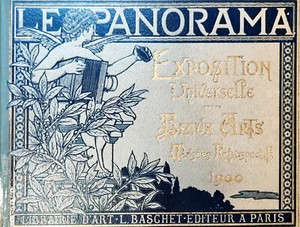 LE PANORAMA
EXPOSITION
Universelle
BEAUX ARTS
1900
LIBRAIRIE D'ART - L. BASCHET - EDITEUR A PARIS.